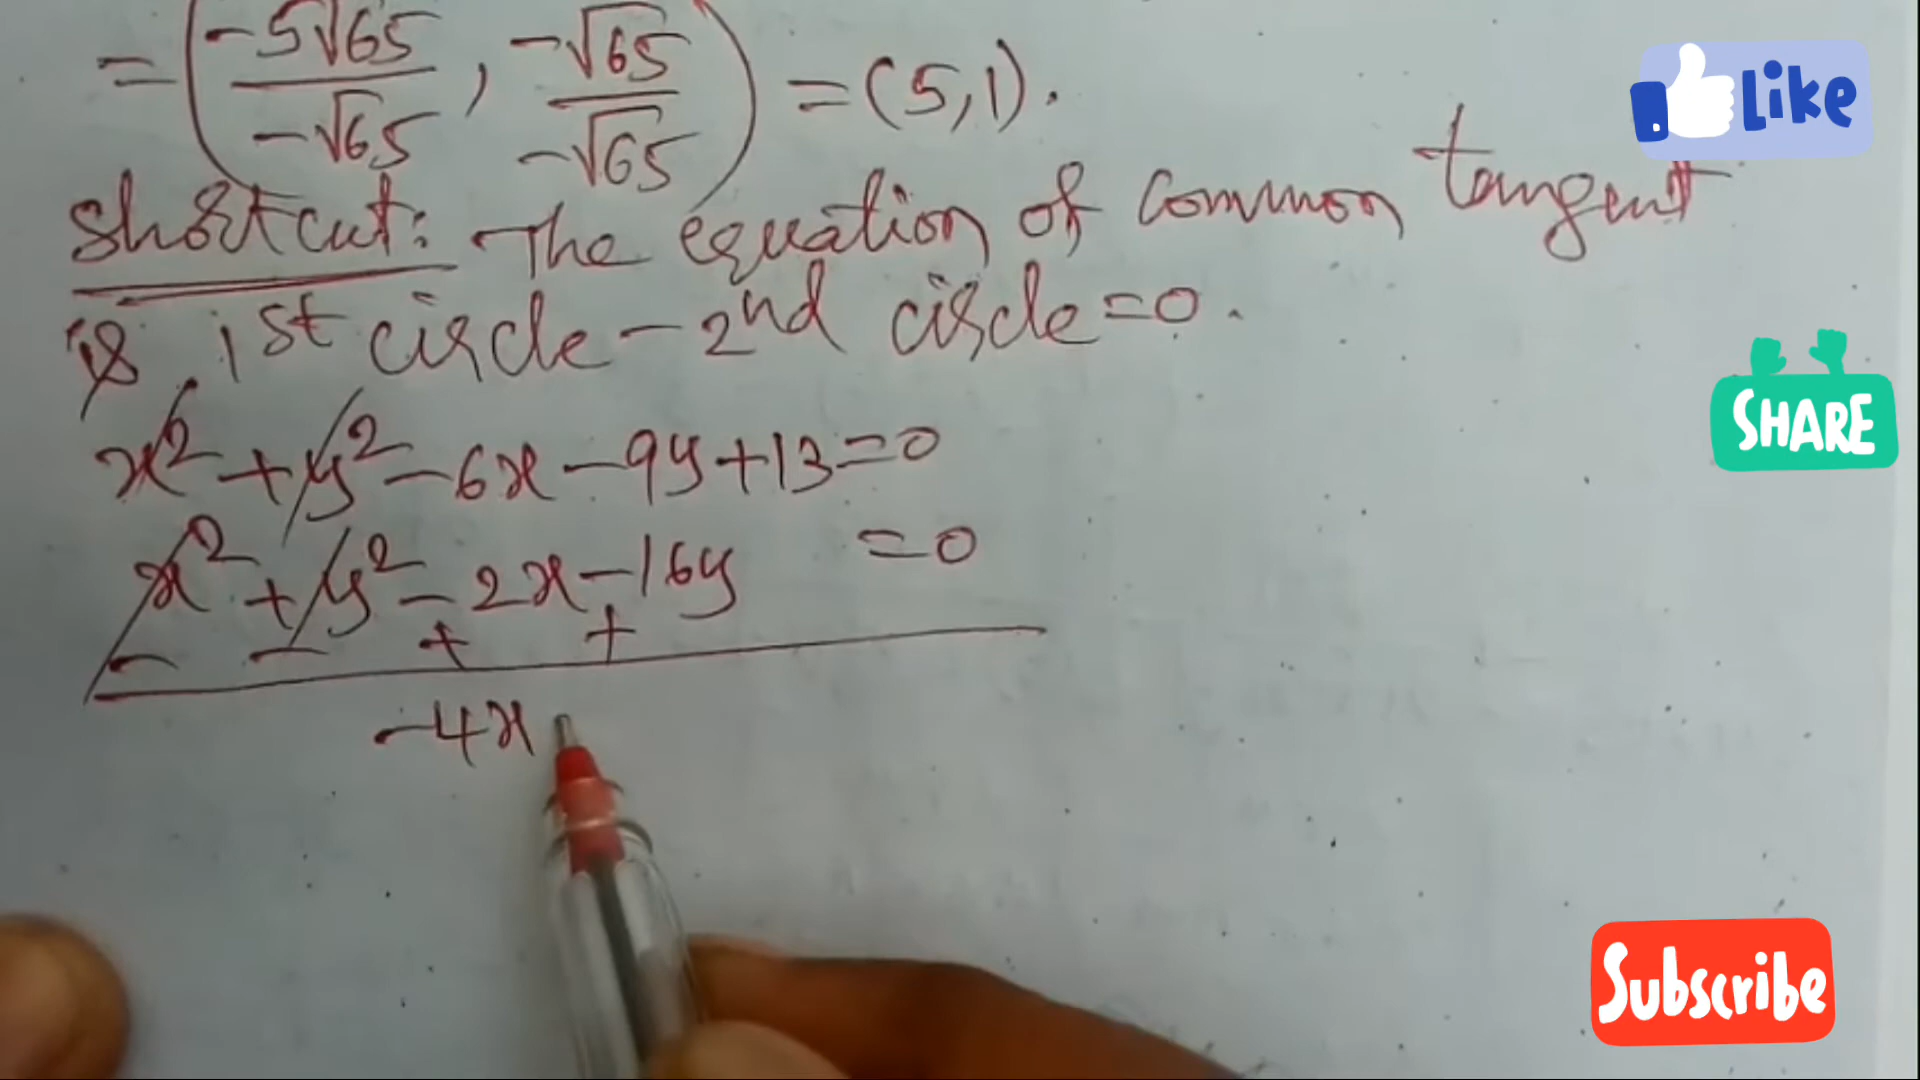 = (-5√65/-√65, -√65/-√65) = (5,1).
Like
Shortcut: The equation of common tangent
is 1st circle - 2nd circle = 0.
SHARE
x² + y² - 6x - 9y + 13 = 0
x² + y² - 2x - 16y = 0
- - + +
-4x
Subscribe